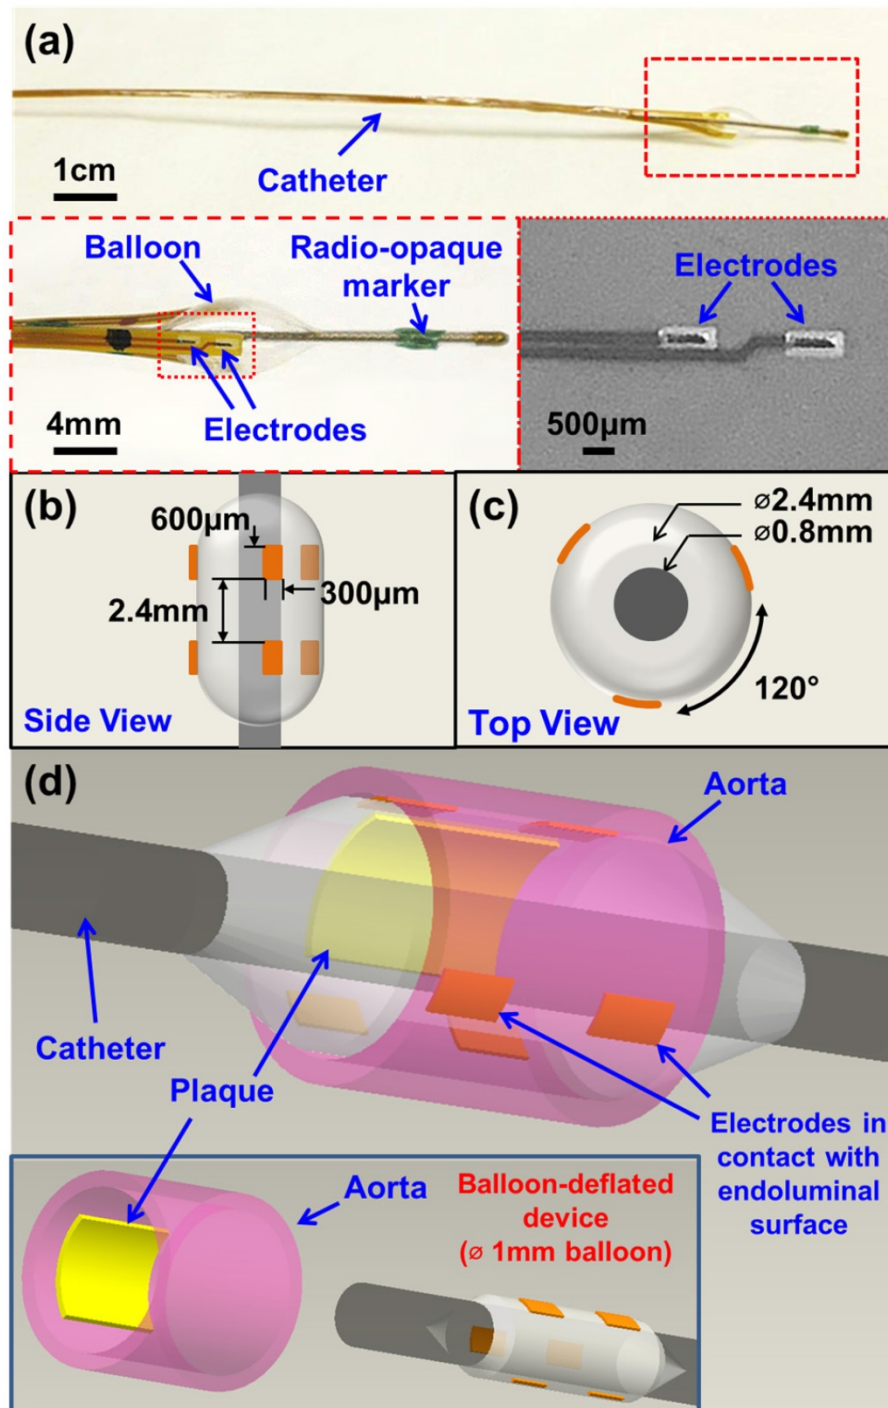 (a)
1cm
Catheter
Balloon
Radio-opaque
marker
4mm
Electrodes
Electrodes
500μm
(b)
600μm
2.4mm
300μm
Side View
(c)
⌀2.4mm
⌀0.8mm
120°
Top View
(d)
Aorta
Catheter
Plaque
Electrodes in
contact with
endoluminal
surface
Aorta
Balloon-deflated
device
(⌀ 1mm balloon)